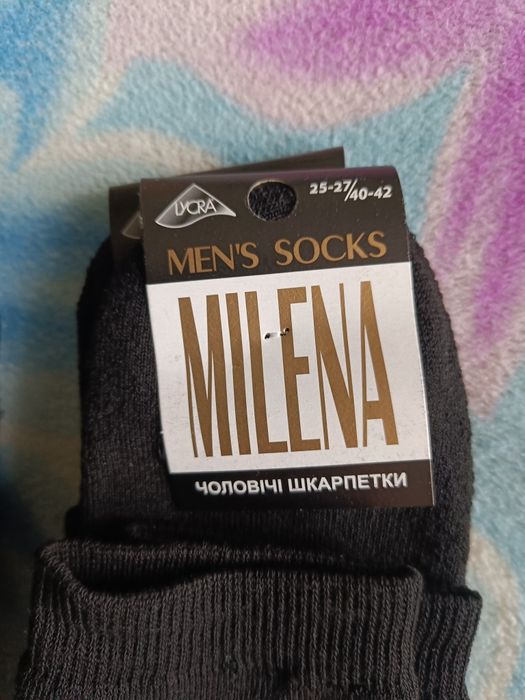 LYCRA
25-27/40-42
MEN'S SOCKS
MILENA
ЧОЛОВІЧІ ШКАРПЕТКИ